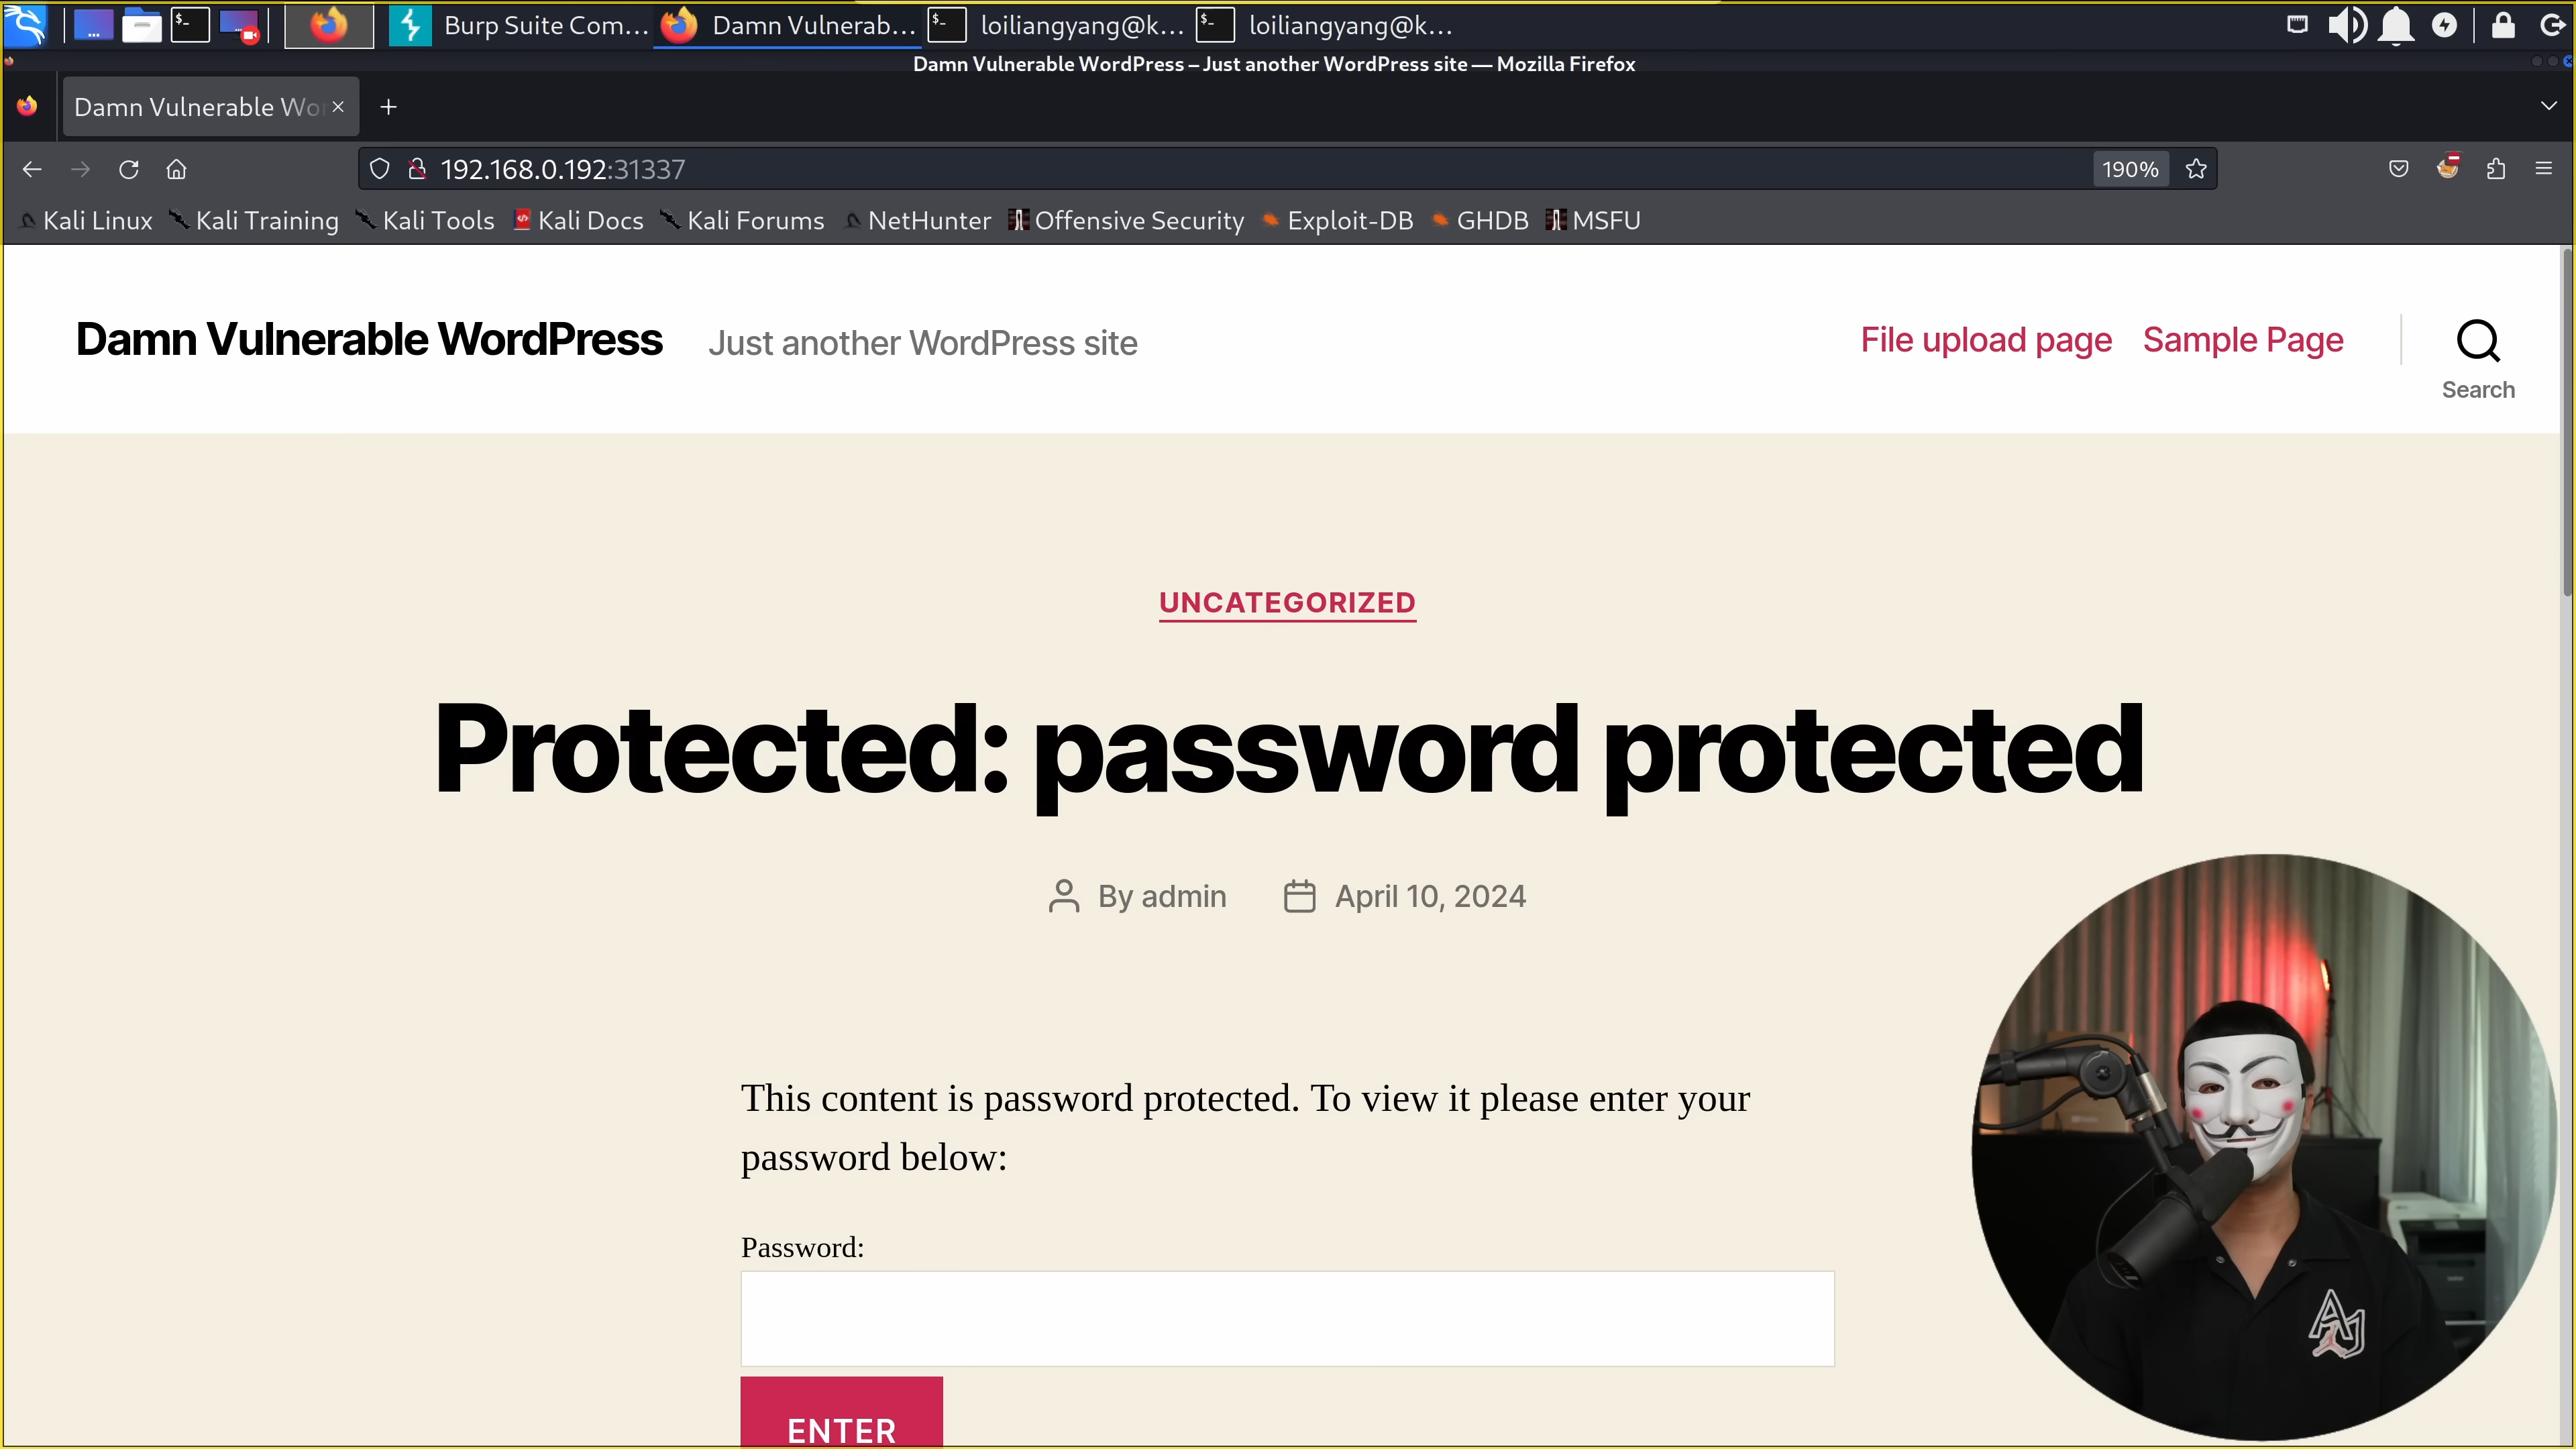 Burp Suite Com...
Damn Vulnerab...
loiliangyang@k...
loiliangyang@k...
Damn Vulnerable WordPress – Just another WordPress site — Mozilla Firefox
Damn Vulnerable Wor
192.168.0.192:31337
190%
Kali Linux
Kali Training
Kali Tools
Kali Docs
Kali Forums
NetHunter
Offensive Security
Exploit-DB
GHDB
MSFU
Damn Vulnerable WordPress
Just another WordPress site
File upload page
Sample Page
Search
UNCATEGORIZED
Protected: password protected
By admin
April 10, 2024
This content is password protected. To view it please enter your
password below:
Password:
ENTER
AJ